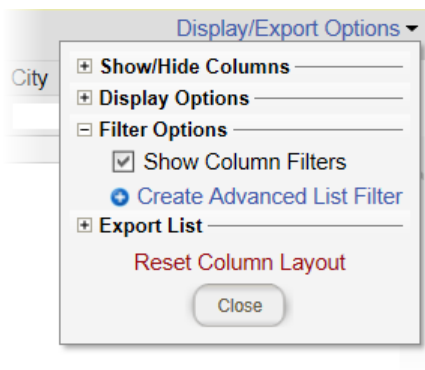 Display/Export Options
City
Show/Hide Columns
Display Options
Filter Options
Show Column Filters
Create Advanced List Filter
Export List
Reset Column Layout
Close